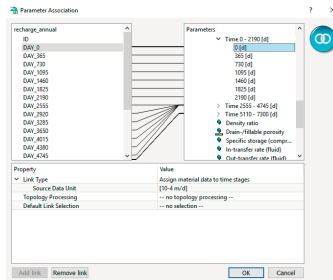 Parameter Association
? ×
recharge_annual
ID
DAY_0
DAY_365
DAY_730
DAY_1095
DAY_1460
DAY_1825
DAY_2190
DAY_2555
DAY_2920
DAY_3285
DAY_3650
DAY_4015
DAY_4380
DAY_4745
Parameters
Time 0 - 2190 [d]
0 [d]
365 [d]
730 [d]
1095 [d]
1460 [d]
1825 [d]
2190 [d]
Time 2555 - 4745 [d]
Time 5110 - 7300 [d]
Density ratio
Drain-/fillable porosity
Specific storage (compr...
In-transfer rate (fluid)
Out-transfer rate (fluid)
Property Value
Link Type Assign material data to time stages
Source Data Unit [10-4 m/d]
Topology Processing -- no topology processing --
Default Link Selection -- no selection --
Add link Remove link OK Cancel